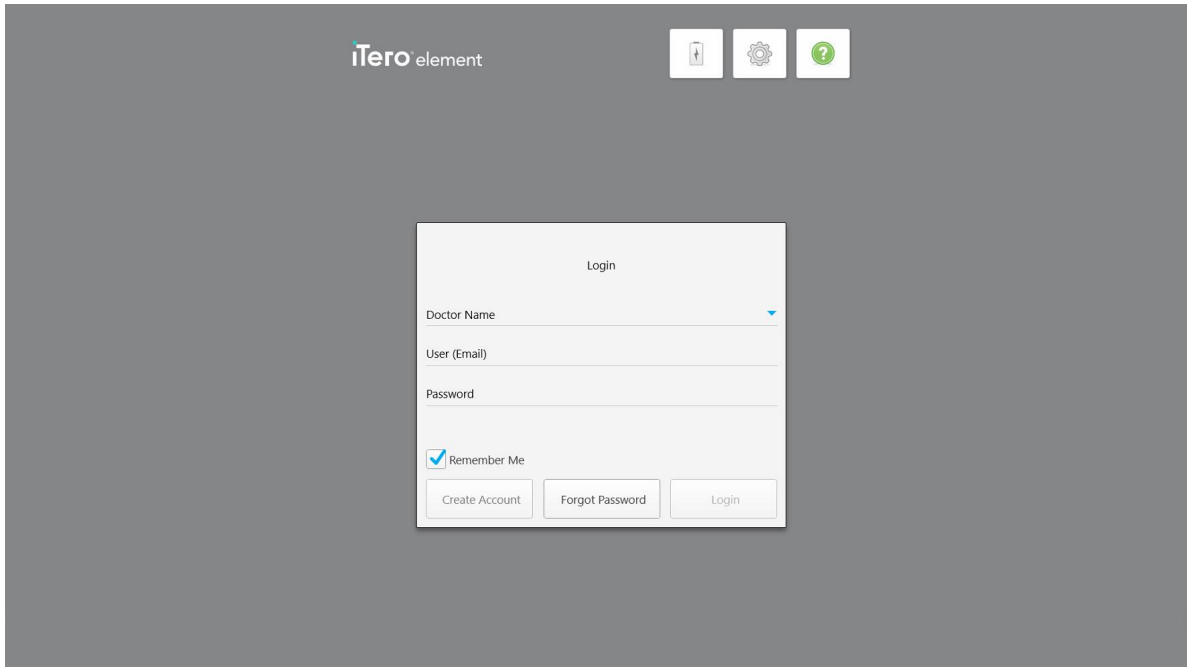 iTero element
?
Login
Doctor Name
User (Email)
Password
Remember Me
Create Account Forgot Password Login